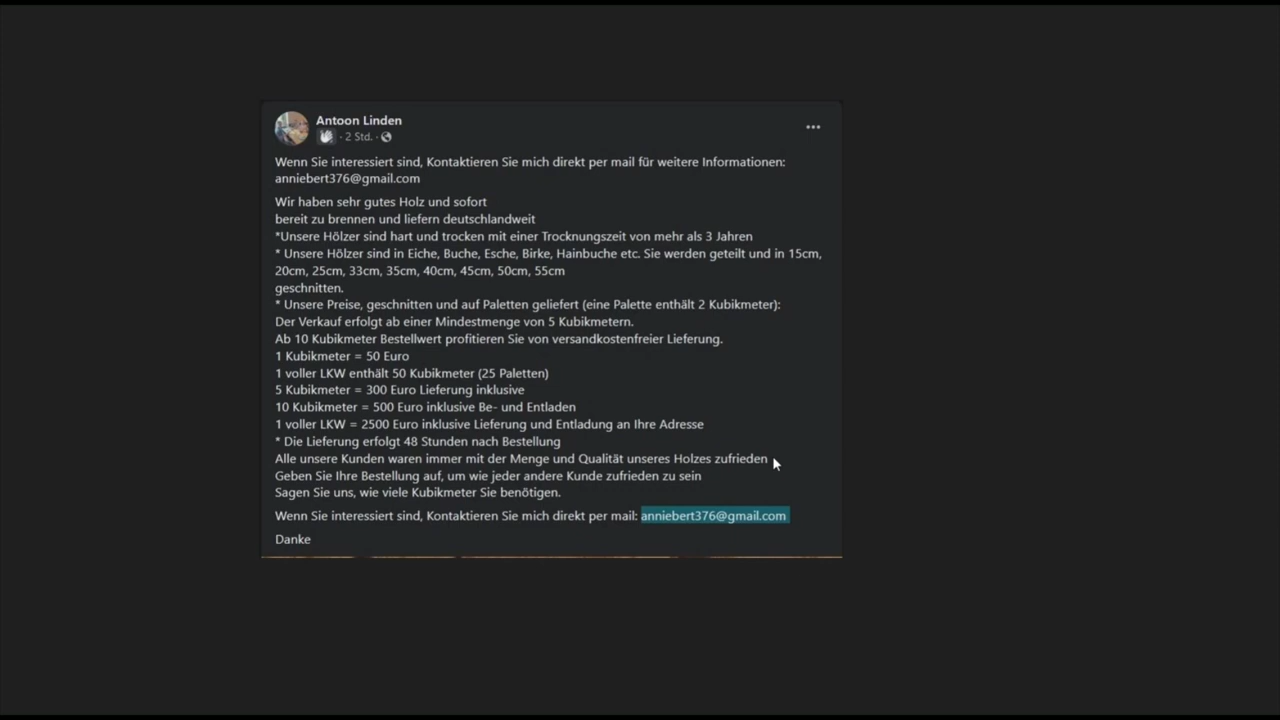 Antoon Linden
· 2 Std. ·
Wenn Sie interessiert sind, Kontaktieren Sie mich direkt per mail für weitere Informationen:
anniebert376@gmail.com
Wir haben sehr gutes Holz und sofort
bereit zu brennen und liefern deutschlandweit
*Unsere Hölzer sind hart und trocken mit einer Trocknungszeit von mehr als 3 Jahren
* Unsere Hölzer sind in Eiche, Buche, Esche, Birke, Hainbuche etc. Sie werden geteilt und in 15cm,
20cm, 25cm, 33cm, 35cm, 40cm, 45cm, 50cm, 55cm
geschnitten.
* Unsere Preise, geschnitten und auf Paletten geliefert (eine Palette enthält 2 Kubikmeter):
Der Verkauf erfolgt ab einer Mindestmenge von 5 Kubikmetern.
Ab 10 Kubikmeter Bestellwert profitieren Sie von versandkostenfreier Lieferung.
1 Kubikmeter = 50 Euro
1 voller LKW enthält 50 Kubikmeter (25 Paletten)
5 Kubikmeter = 300 Euro Lieferung inklusive
10 Kubikmeter = 500 Euro inklusive Be- und Entladen
1 voller LKW = 2500 Euro inklusive Lieferung und Entladung an Ihre Adresse
* Die Lieferung erfolgt 48 Stunden nach Bestellung
Alle unsere Kunden waren immer mit der Menge und Qualität unseres Holzes zufrieden
Geben Sie Ihre Bestellung auf, um wie jeder andere Kunde zufrieden zu sein
Sagen Sie uns, wie viele Kubikmeter Sie benötigen.
Wenn Sie interessiert sind, Kontaktieren Sie mich direkt per mail: anniebert376@gmail.com
Danke